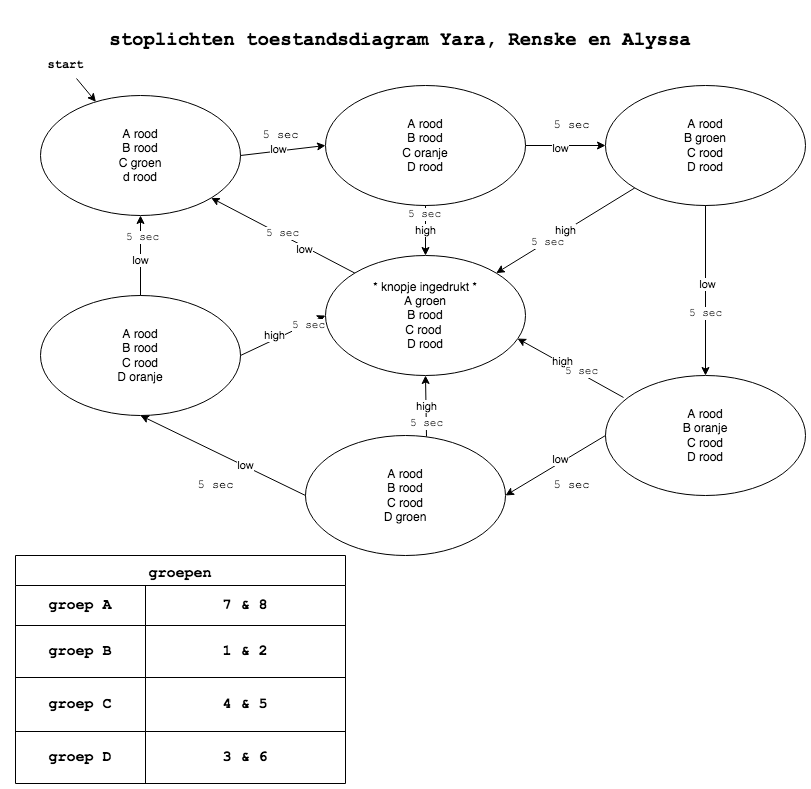 stoplichten toestandsdiagram Yara, Renske en Alyssa
start
A rood
B rood
C groen
d rood
5 sec
low
A rood
B rood
C oranje
D rood
5 sec
low
A rood
B groen
C rood
D rood
5 sec
high
high
5 sec
5 sec
low
5 sec
low
low
5 sec
* knopje ingedrukt *
A groen
B rood
C rood
D rood
A rood
B rood
C rood
D oranje
high
5 sec
high
5 sec
A rood
B oranje
C rood
D rood
high
5 sec
low
5 sec
low
5 sec
A rood
B rood
C rood
D groen
groepen
groep A 7 & 8
groep B 1 & 2
groep C 4 & 5
groep D 3 & 6